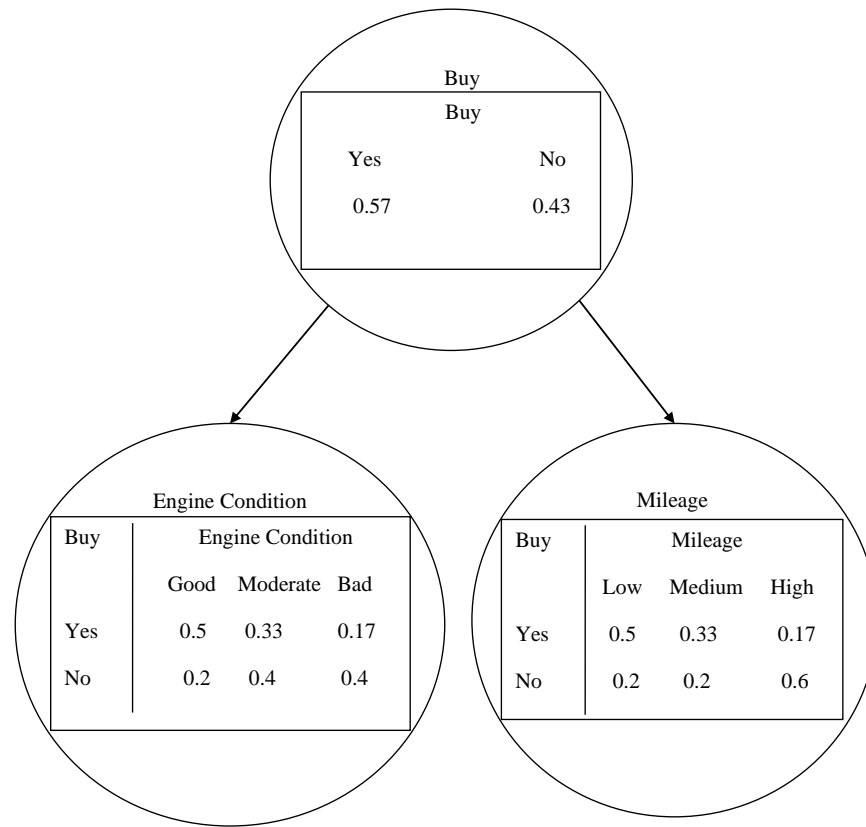 Buy
Buy
Yes No
0.57 0.43
Engine Condition
Buy Engine Condition
Good Moderate Bad
Yes 0.5 0.33 0.17
No 0.2 0.4 0.4
Mileage
Buy Mileage
Low Medium High
Yes 0.5 0.33 0.17
No 0.2 0.2 0.6